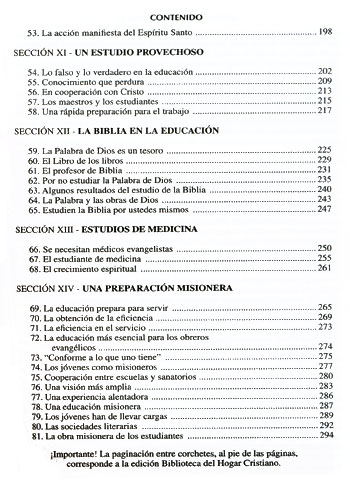 CONTENIDO
53. La acción manifiesta del Espíritu Santo ........ 198
SECCIÓN XI - UN ESTUDIO PROVECHOSO
54. Lo falso y lo verdadero en la educación ........ 202
55. Conocimiento que perdura ........ 209
56. En cooperación con Cristo ........ 213
57. Los maestros y los estudiantes ........ 215
58. Una rápida preparación para el trabajo ........ 217
SECCIÓN XII - LA BIBLIA EN LA EDUCACIÓN
59. La Palabra de Dios es un tesoro ........ 225
60. El Libro de los libros ........ 229
61. El profesor de Biblia ........ 231
62. Por no estudiar la Palabra de Dios ........ 235
63. Algunos resultados del estudio de la Biblia ........ 240
64. La Palabra y las obras de Dios ........ 243
65. Estudien la Biblia por ustedes mismos ........ 247
SECCIÓN XIII - ESTUDIOS DE MEDICINA
66. Se necesitan médicos evangelistas ........ 250
67. El estudiante de medicina ........ 255
68. El crecimiento espiritual ........ 261
SECCIÓN XIV - UNA PREPARACIÓN MISIONERA
69. La educación prepara para servir ........ 265
70. La obtención de la eficiencia ........ 269
71. La eficiencia en el servicio ........ 273
72. La educación más esencial para los obreros
evangélicos ........ 274
73. “Conforme a lo que uno tiene” ........ 275
74. Los jóvenes como misioneros ........ 277
75. Cooperación entre escuelas y sanatorios ........ 280
76. Una visión más amplia ........ 283
77. Una experiencia alentadora ........ 286
78. Una educación misionera ........ 287
79. Los jóvenes han de llevar cargas ........ 289
80. Las sociedades literarias ........ 292
81. La obra misionera de los estudiantes ........ 294
¡Importante! La paginación entre corchetes, al pie de las páginas,
corresponde a la edición Biblioteca del Hogar Cristiano.